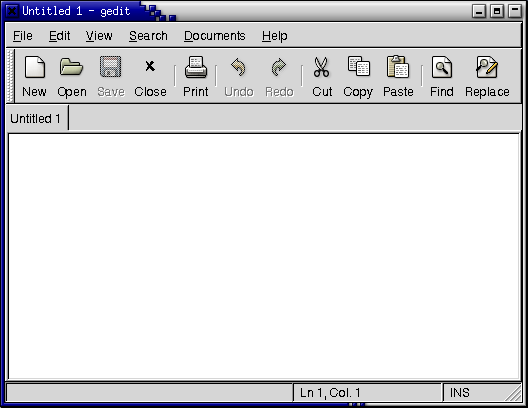 Untitled 1 - gedit
File Edit View Search Documents Help
New Open Save Close Print Undo Redo Cut Copy Paste Find Replace
Untitled 1
Ln 1, Col. 1 INS